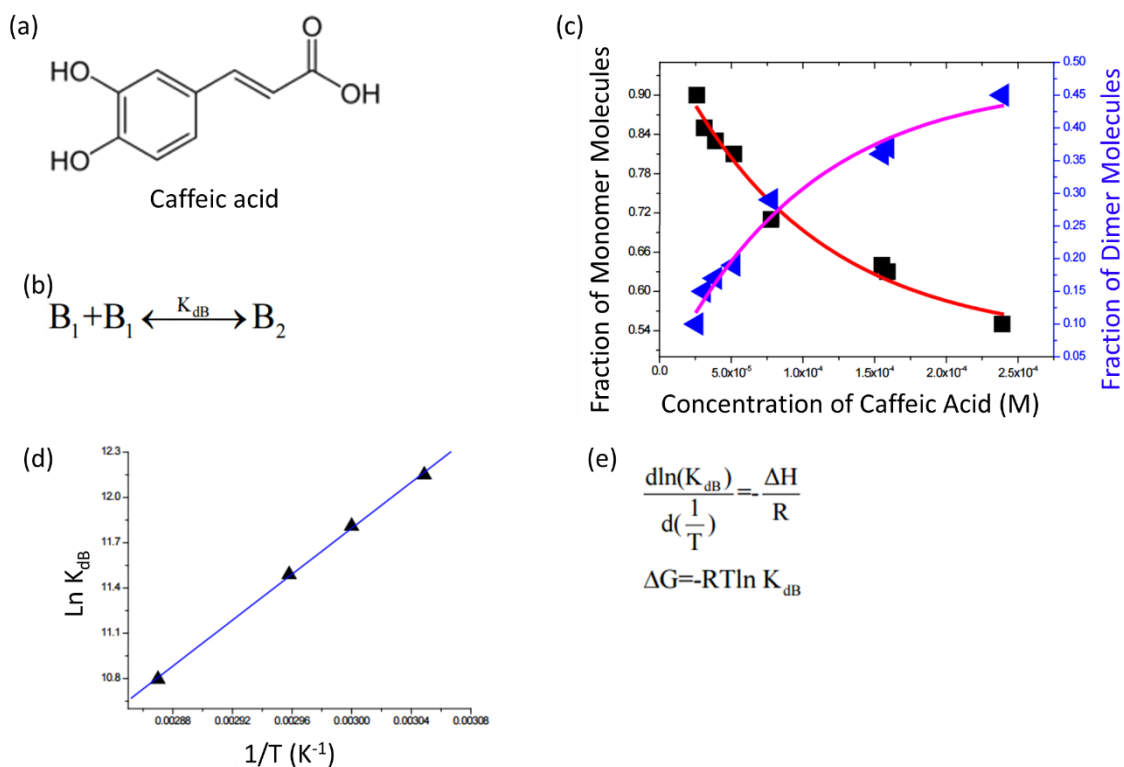 (a)
O
HO
OH
HO
Caffeic acid
(b)
B₁+B₁ ⟷ B₂
K_dB
(c)
Fraction of Monomer Molecules
0.90
0.84
0.78
0.72
0.66
0.60
0.54
0.50
0.45
0.40
0.35
0.30
0.25
0.20
0.15
0.10
0.05
Fraction of Dimer Molecules
0.0
5.0x10⁻⁵
1.0x10⁻⁴
1.5x10⁻⁴
2.0x10⁻⁴
2.5x10⁻⁴
Concentration of Caffeic Acid (M)
(d)
Ln K_dB
12.3
12.0
11.7
11.4
11.1
10.8
0.00288
0.00292
0.00296
0.00300
0.00304
0.00308
1/T (K⁻¹)
(e)
dln(K_dB)/d(1/T)=-ΔH/R
ΔG=-RTln K_dB